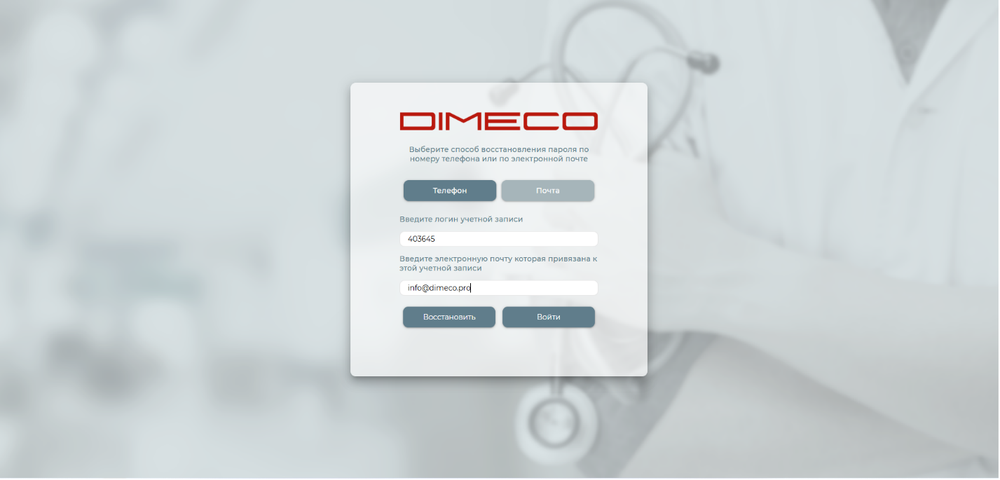 DIMECO
Выберите способ восстановления пароля по
номеру телефона или по электронной почте
Телефон
Почта
Введите логин учетной записи
403645
Введите электронную почту которая привязана к
этой учетной записи
info@dimeco.pro
Восстановить
Войти